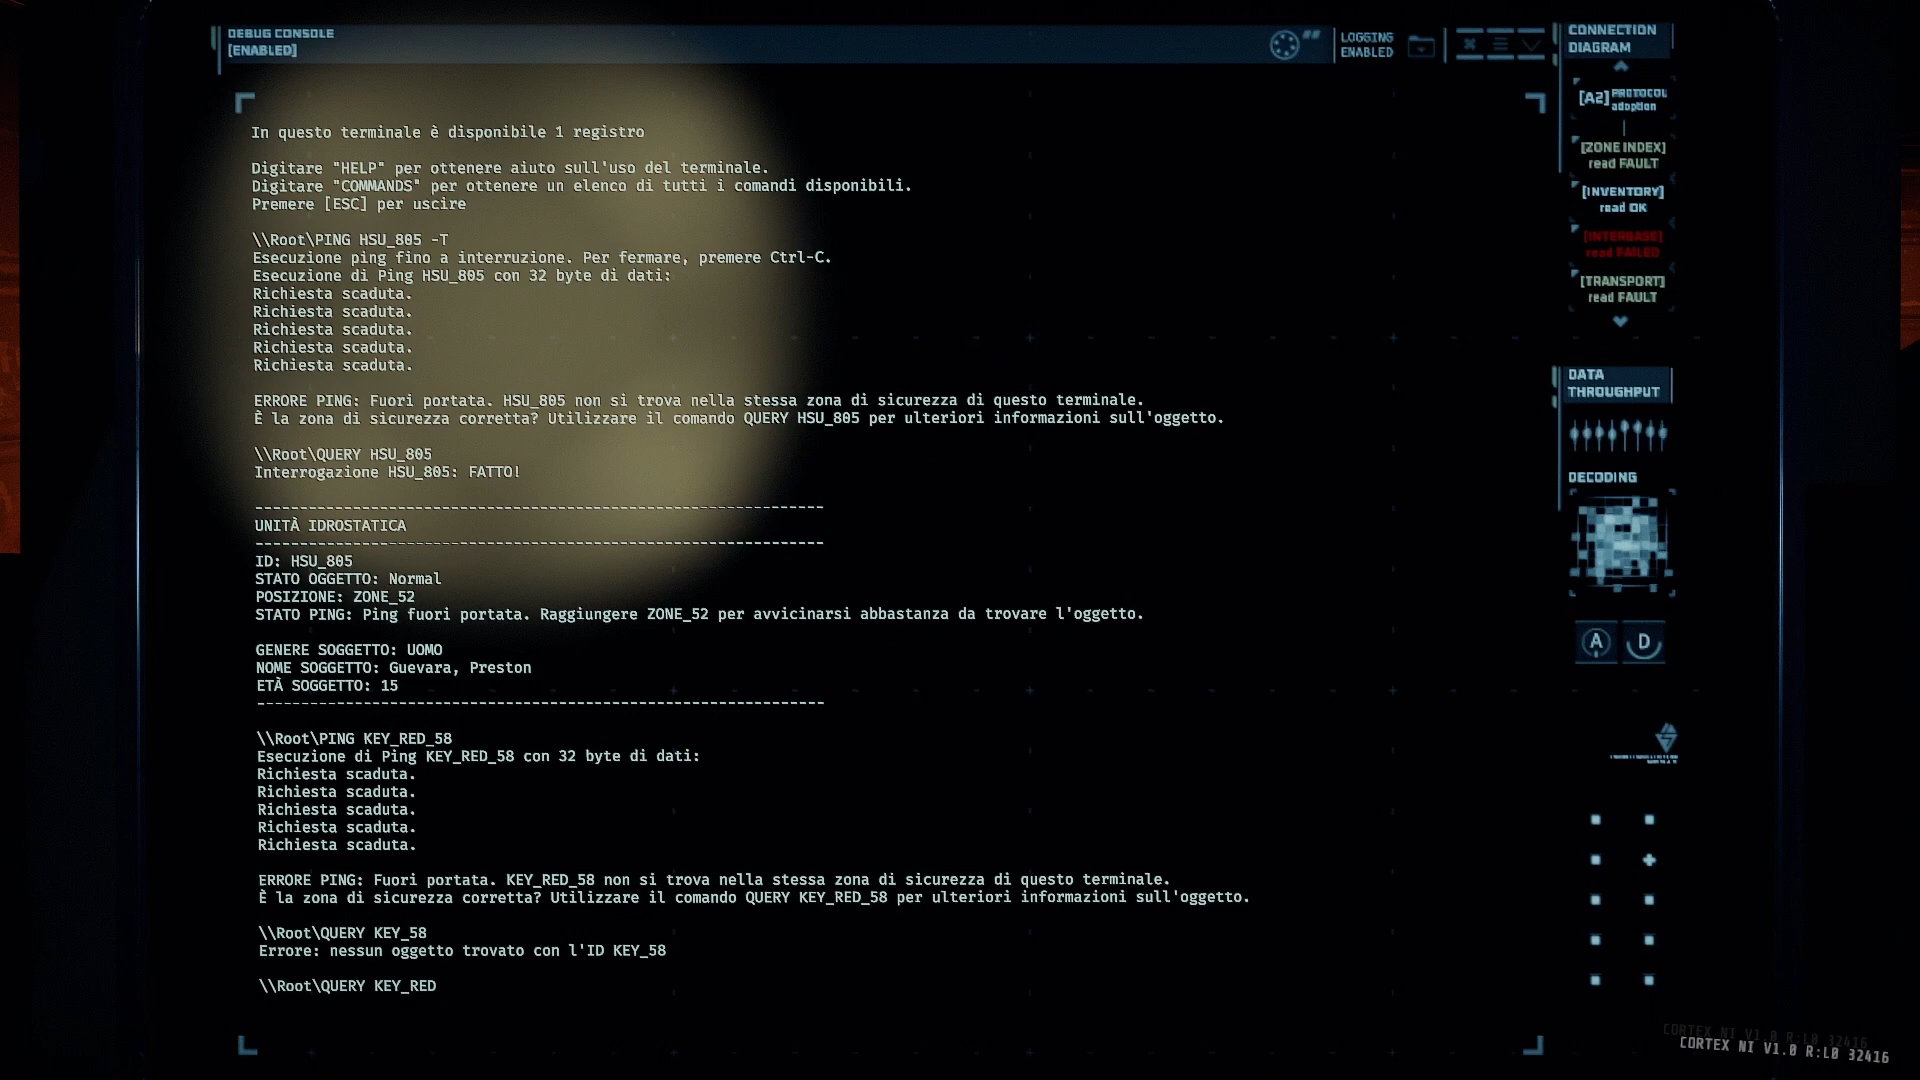 DEBUG CONSOLE
[ENABLED]
LOGGING
ENABLED
In questo terminale è disponibile 1 registro
Digitare "HELP" per ottenere aiuto sull'uso del terminale.
Digitare "COMMANDS" per ottenere un elenco di tutti i comandi disponibili.
Premere [ESC] per uscire
\\Root\PING HSU_805 -T
Esecuzione ping fino a interruzione. Per fermare, premere Ctrl-C.
Esecuzione di Ping HSU_805 con 32 byte di dati:
Richiesta scaduta.
Richiesta scaduta.
Richiesta scaduta.
Richiesta scaduta.
Richiesta scaduta.
ERRORE PING: Fuori portata. HSU_805 non si trova nella stessa zona di sicurezza di questo terminale.
È la zona di sicurezza corretta? Utilizzare il comando QUERY HSU_805 per ulteriori informazioni sull'oggetto.
\\Root\QUERY HSU_805
Interrogazione HSU_805: FATTO!
----------------------------------------------------------------
UNITÀ IDROSTATICA
----------------------------------------------------------------
ID: HSU_805
STATO OGGETTO: Normal
POSIZIONE: ZONE_52
STATO PING: Ping fuori portata. Raggiungere ZONE_52 per avvicinarsi abbastanza da trovare l'oggetto.
GENERE SOGGETTO: UOMO
NOME SOGGETTO: Guevara, Preston
ETÀ SOGGETTO: 15
----------------------------------------------------------------
\\Root\PING KEY_RED_58
Esecuzione di Ping KEY_RED_58 con 32 byte di dati:
Richiesta scaduta.
Richiesta scaduta.
Richiesta scaduta.
Richiesta scaduta.
Richiesta scaduta.
ERRORE PING: Fuori portata. KEY_RED_58 non si trova nella stessa zona di sicurezza di questo terminale.
È la zona di sicurezza corretta? Utilizzare il comando QUERY KEY_RED_58 per ulteriori informazioni sull'oggetto.
\\Root\QUERY KEY_58
Errore: nessun oggetto trovato con l'ID KEY_58
\\Root\QUERY KEY_RED
CONNECTION
DIAGRAM
[A2] PROTOCOL
adoption
[ZONE INDEX]
read FAULT
[INVENTORY]
read OK
[INTERBASE]
read FAILED
[TRANSPORT]
read FAULT
DATA
THROUGHPUT
DECODING
A D
CORTEX NI V1.0 R:L0 32416
CORTEX NI V1.0 R:L0 32416